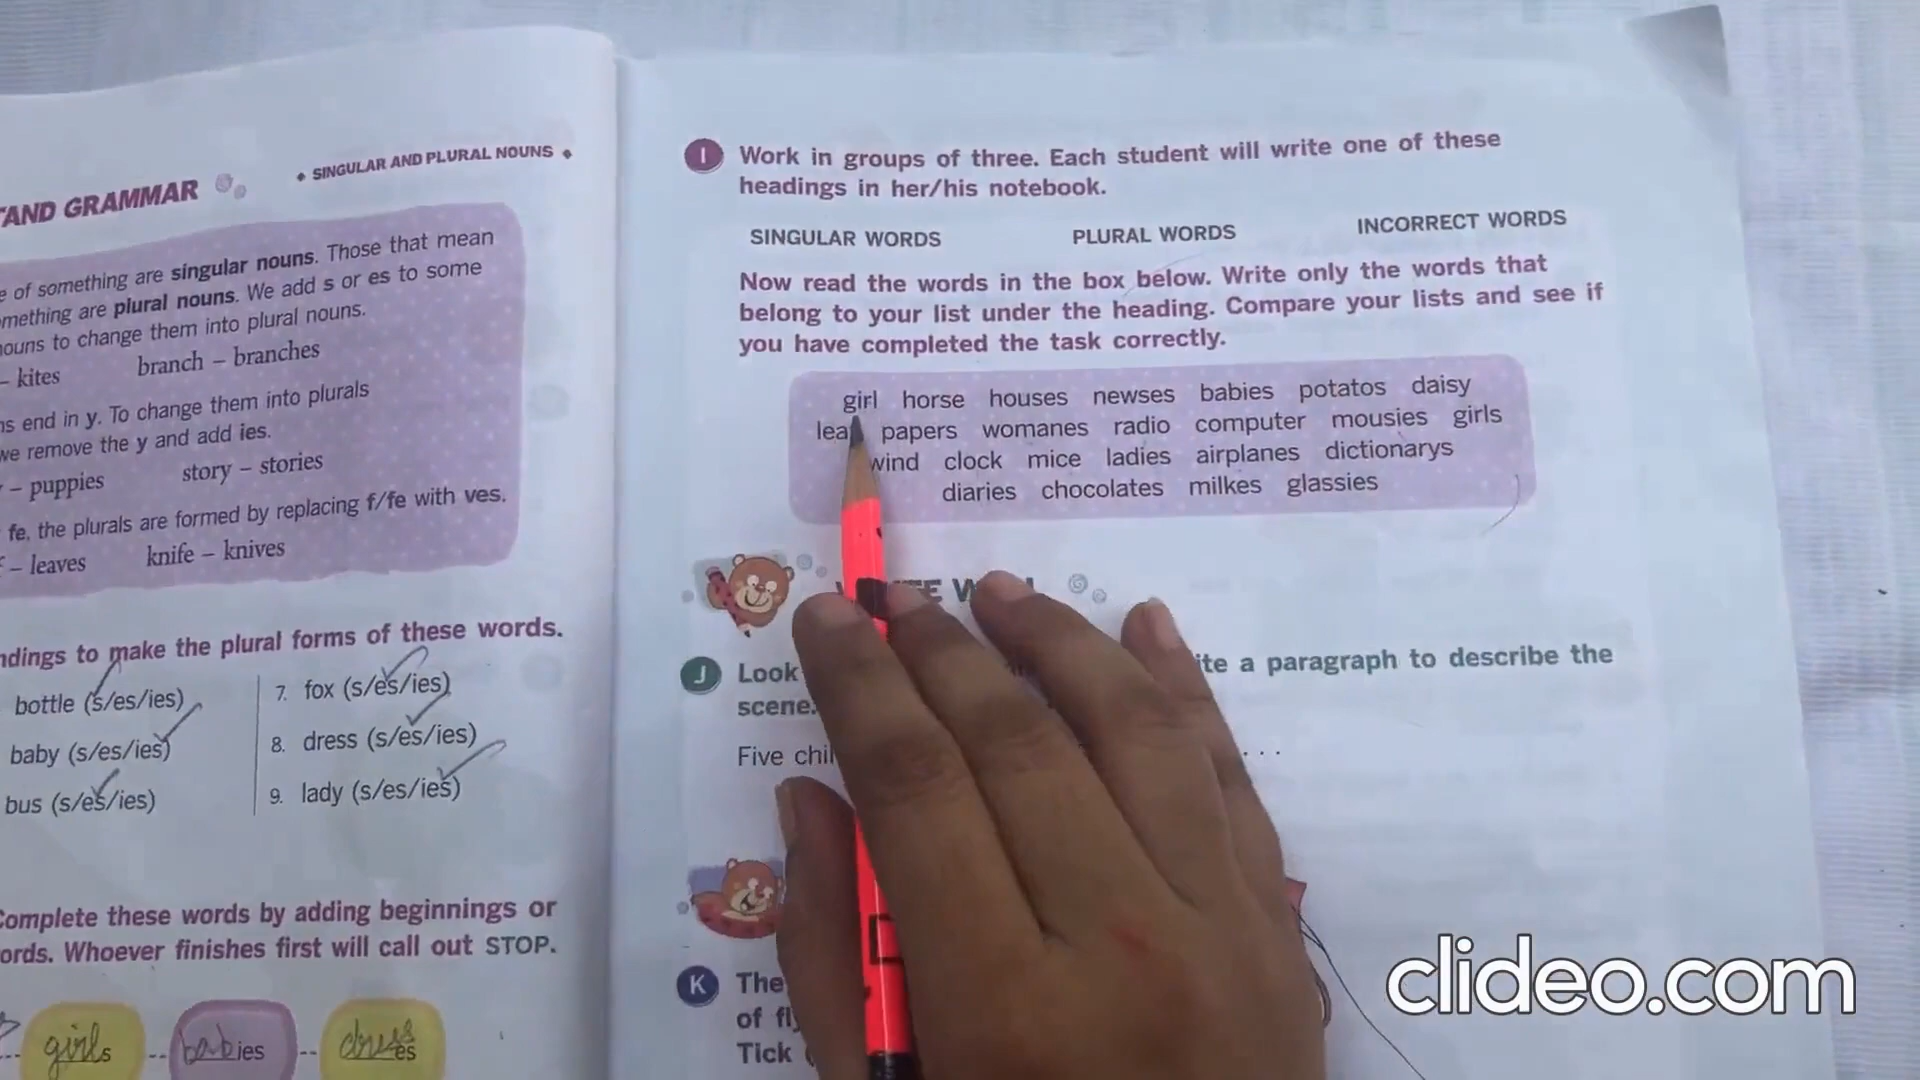 TAND GRAMMAR
◆ SINGULAR AND PLURAL NOUNS ◆
e of something are singular nouns. Those that mean
mething are plural nouns. We add s or es to some
ouns to change them into plural nouns.
– kites branch – branches
ns end in y. To change them into plurals
we remove the y and add ies.
– puppies story – stories
fe, the plurals are formed by replacing f/fe with ves.
– leaves knife – knives
ndings to make the plural forms of these words.
bottle (s/es/ies)
baby (s/es/ies)
bus (s/es/ies)
7. fox (s/es/ies)
8. dress (s/es/ies)
9. lady (s/es/ies)
Complete these words by adding beginnings or
ords. Whoever finishes first will call out STOP.
girls babies dresses
I Work in groups of three. Each student will write one of these
headings in her/his notebook.
SINGULAR WORDS PLURAL WORDS INCORRECT WORDS
Now read the words in the box below. Write only the words that
belong to your list under the heading. Compare your lists and see if
you have completed the task correctly.
girl horse houses newses babies potatos daisy
lea papers womanes radio computer mousies girls
wind clock mice ladies airplanes dictionarys
diaries chocolates milkes glassies
J Look ite a paragraph to describe the
scene.
Five chil . . .
K The
of fl
Tick (
clideo.com